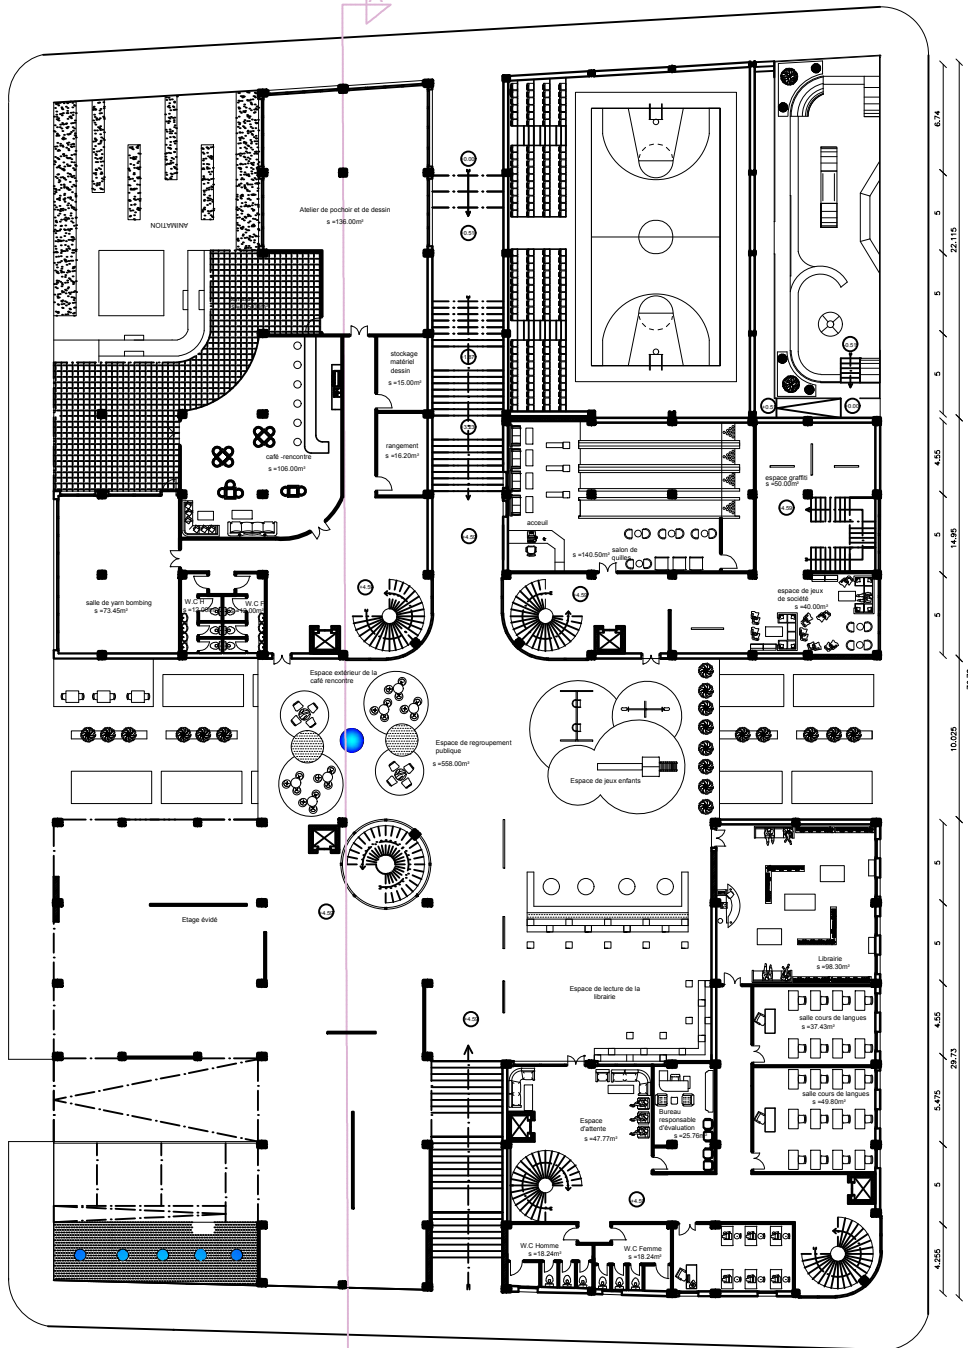 Atelier de pochoir et de dessin
s =136.00m²
ANIMATION
stockage
matériel
dessin
s =15.00m²
café -rencontre
s =106.00m²
rangement
s =16.20m²
espace graffiti
s =50.00m²
acceuil
salon de
quilles
s =140.50m²
salle de yarn bombing
s =73.45m²
W.C H
W.C F
espace de jeux
de société
s =40.00m²
Espace extérieur de la
café rencontre
Espace de regroupement
publique
s =558.00m²
Espace de jeux enfants
Etage évidé
Librairie
s =98.30m²
Espace de lecture de la
librairie
salle cours de langues
s =37.43m²
salle cours de langues
s =49.80m²
Espace
d'attente
s =47.77m²
Bureau
responsable
d'évaluation
s =25.76m²
W.C Homme
s =18.24m²
W.C Femme
s =18.24m²
6.74
5
5
5
4.55
5
5
10.025
5
5
4.55
5.475
5
4.255
22.115
14.95
29.73